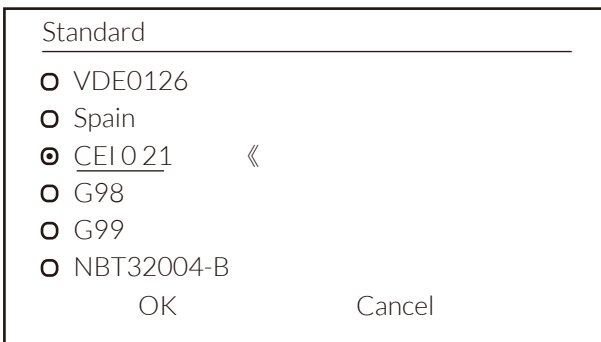 Standard
VDE0126
Spain
CEI 0 21 《
G98
G99
NBT32004-B
OK Cancel